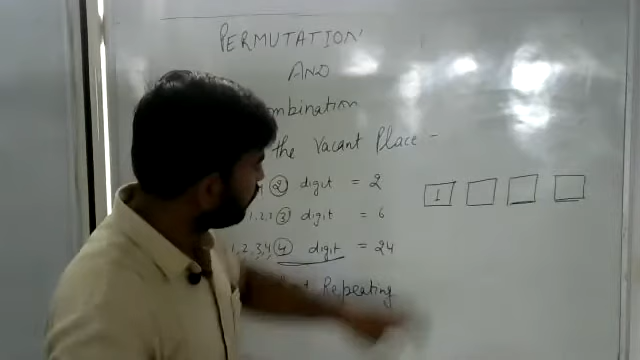 PERMUTATION
AND
mbination
the Vacant Place -
② digit = 2
1,2,3 ③ digit = 6
1,2,3,4 ④ digit = 24
Repeating
1